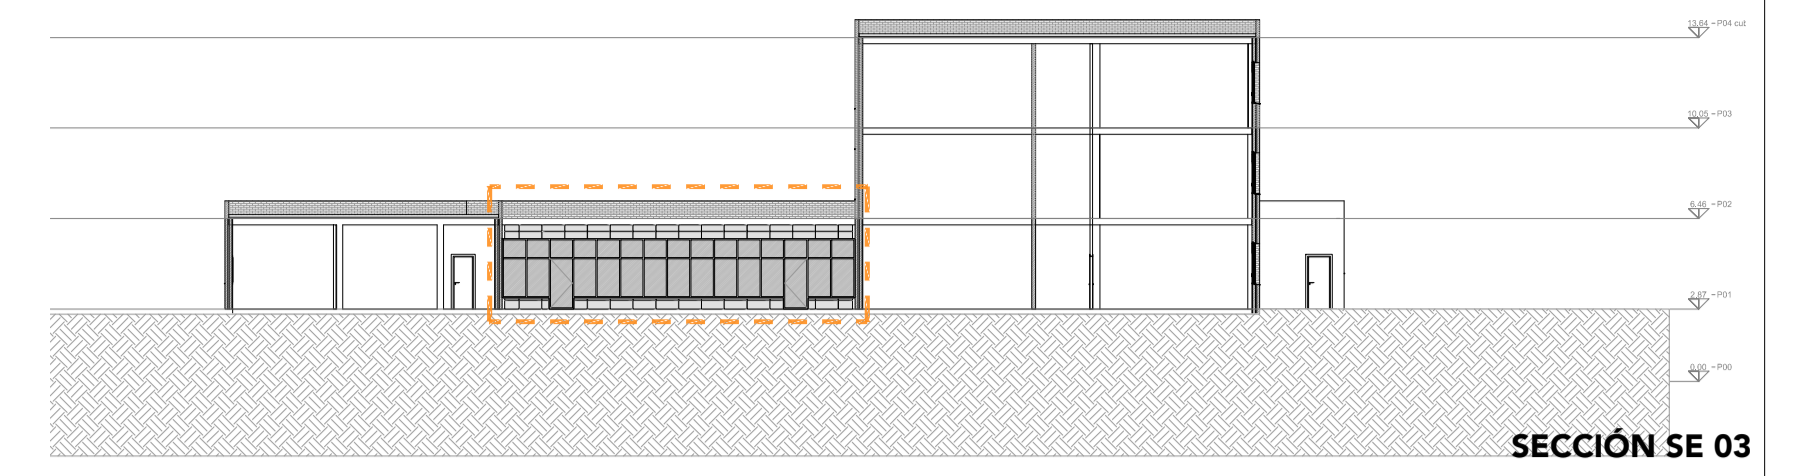 13.64 – P04 cut
10.05 – P03
6.46 – P02
2.87 – P01
0.00 – P00
SECCIÓN SE 03